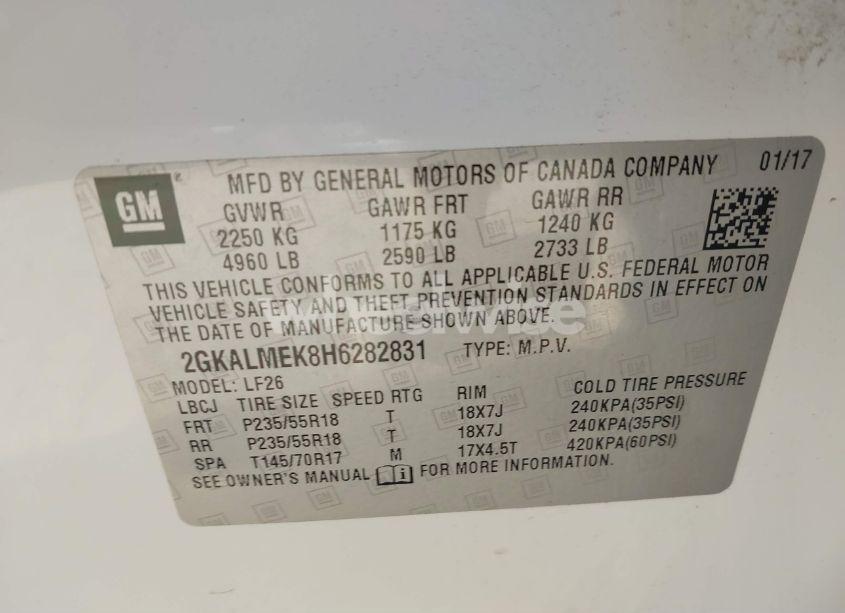 GM
MFD BY GENERAL MOTORS OF CANADA COMPANY 01/17
GVWR GAWR FRT GAWR RR
2250 KG 1175 KG 1240 KG
4960 LB 2590 LB 2733 LB
THIS VEHICLE CONFORMS TO ALL APPLICABLE U.S. FEDERAL MOTOR
VEHICLE SAFETY AND THEFT PREVENTION STANDARDS IN EFFECT ON
THE DATE OF MANUFACTURE SHOWN ABOVE.
2GKALMEK8H6282831 TYPE: M.P.V.
MODEL: LF26
LBCJ TIRE SIZE SPEED RTG RIM COLD TIRE PRESSURE
FRT P235/55R18 T 18X7J 240KPA(35PSI)
RR P235/55R18 T 18X7J 240KPA(35PSI)
SPA T145/70R17 M 17X4.5T 420KPA(60PSI)
SEE OWNER'S MANUAL FOR MORE INFORMATION.